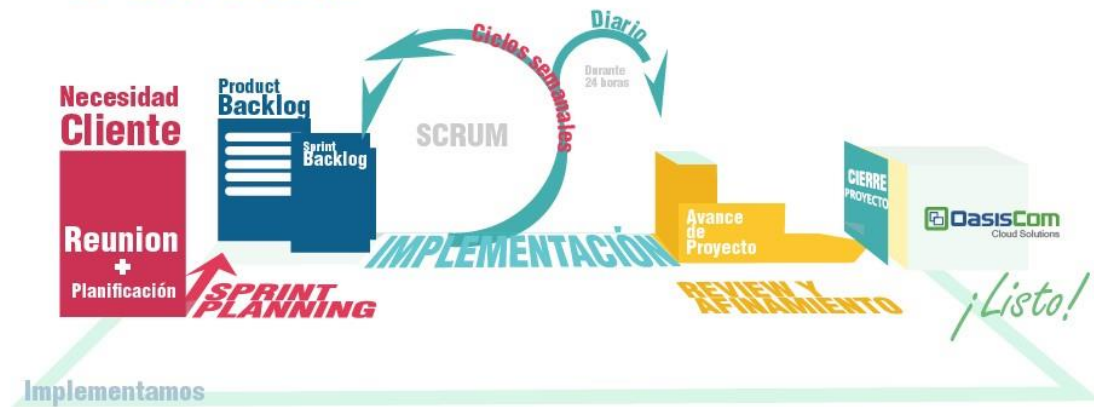 Necesidad
Cliente
Reunion
+
Planificación
SPRINT
PLANNING
Product
Backlog
Sprint
Backlog
SCRUM
Ciclos semanales
Diario
Durante
24 horas
IMPLEMENTACIÓN
Avance
de
Proyecto
REVIEW Y
AFINAMIENTO
CIERRE
PROYECTO
OasisCom
Cloud Solutions
¡Listo!
Implementamos